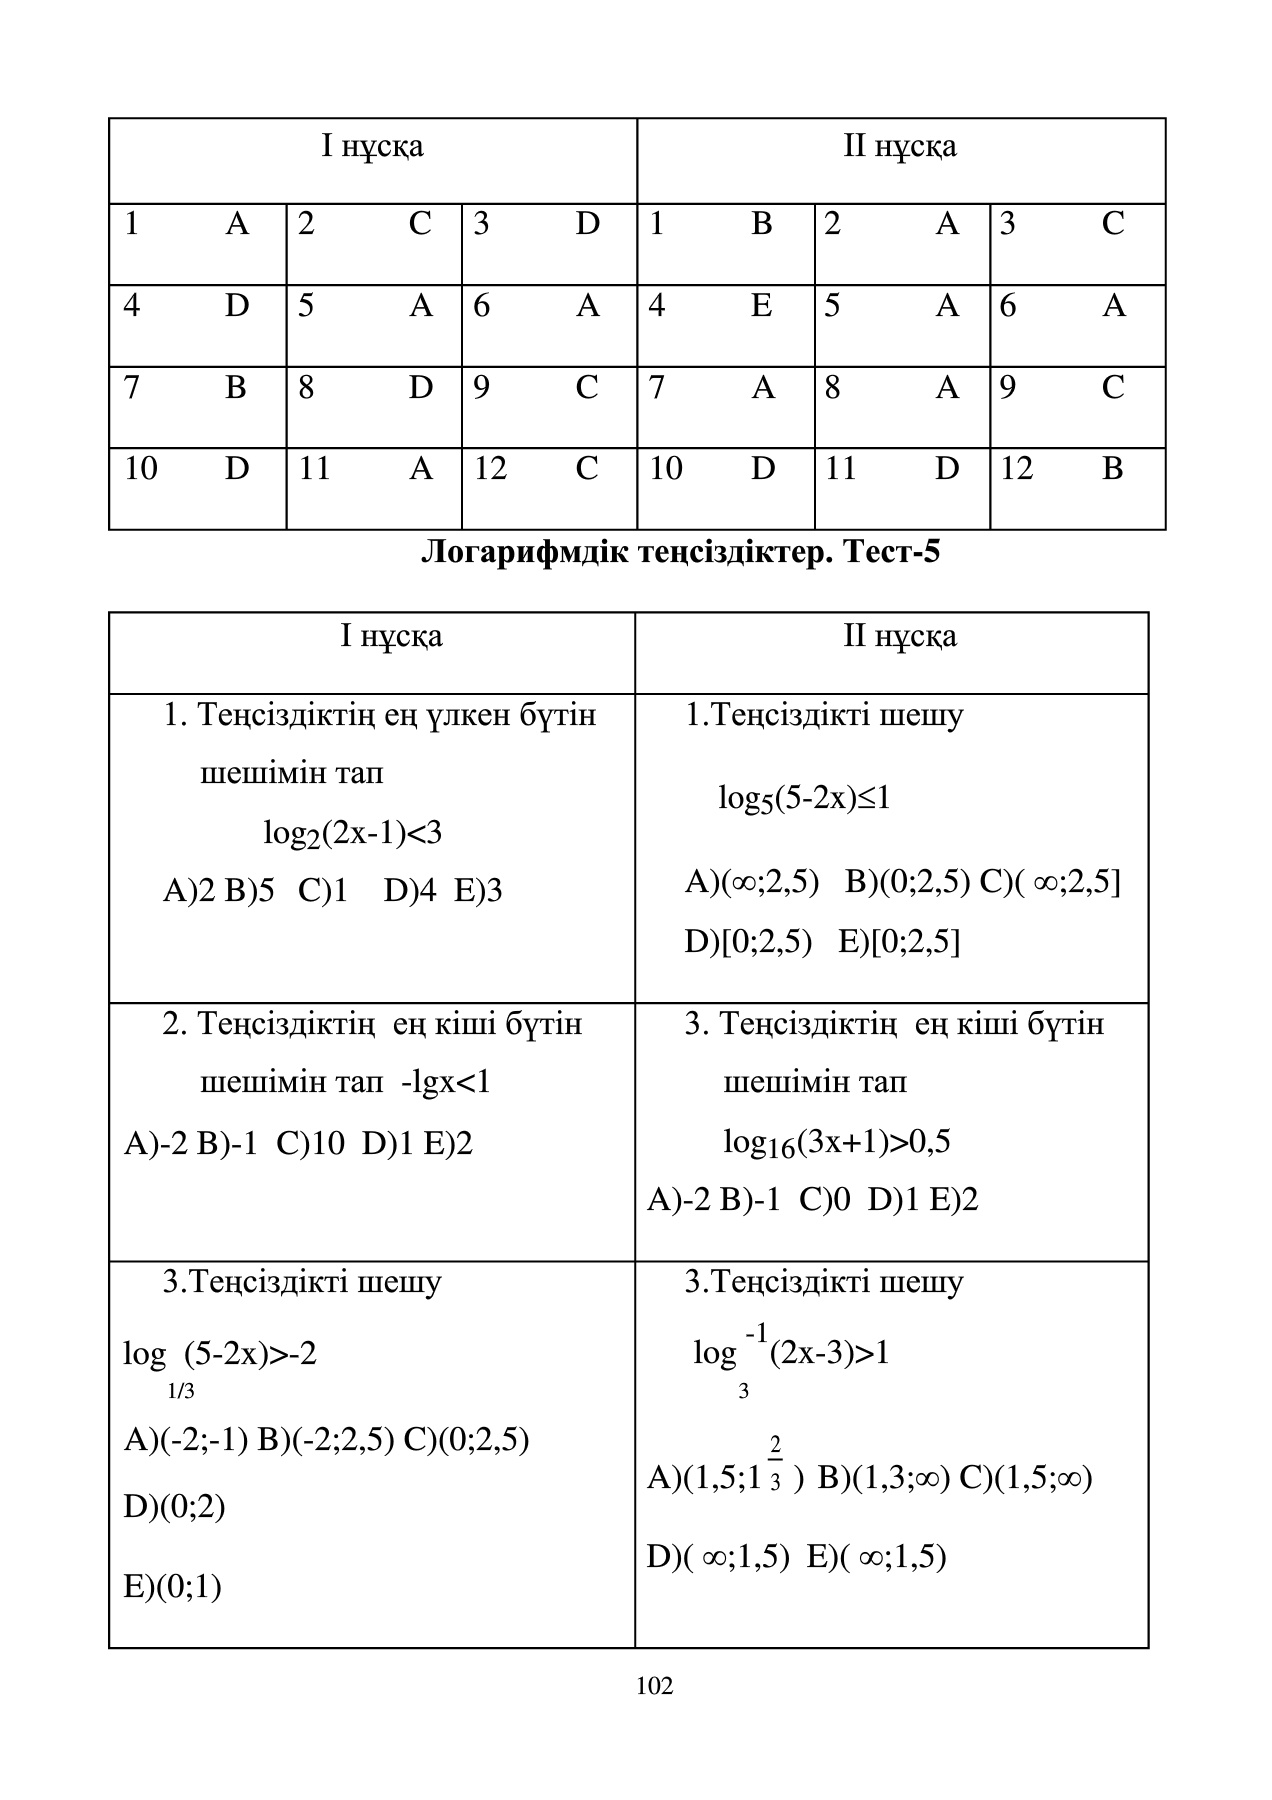 I нұсқа II нұсқа
1 A 2 C 3 D 1 B 2 A 3 C
4 D 5 A 6 A 4 E 5 A 6 A
7 B 8 D 9 C 7 A 8 A 9 C
10 D 11 A 12 C 10 D 11 D 12 B
Логарифмдік теңсіздіктер. Тест-5
I нұсқа II нұсқа
1. Теңсіздіктің ең үлкен бүтін
шешімін тап
log2(2x-1)<3
A)2 B)5 C)1 D)4 E)3
1.Теңсіздікті шешу
log5(5-2x)≤1
A)(∞;2,5) B)(0;2,5) C)( ∞;2,5]
D)[0;2,5) E)[0;2,5]
2. Теңсіздіктің ең кіші бүтін
шешімін тап -lgx<1
A)-2 B)-1 C)10 D)1 E)2
3. Теңсіздіктің ең кіші бүтін
шешімін тап
log16(3x+1)>0,5
A)-2 B)-1 C)0 D)1 E)2
3.Теңсіздікті шешу
log (5-2x)>-2
1/3
A)(-2;-1) B)(-2;2,5) C)(0;2,5)
D)(0;2)
E)(0;1)
3.Теңсіздікті шешу
log -1(2x-3)>1
3
A)(1,5;1 2/3 ) B)(1,3;∞) C)(1,5;∞)
D)( ∞;1,5) E)( ∞;1,5)
102